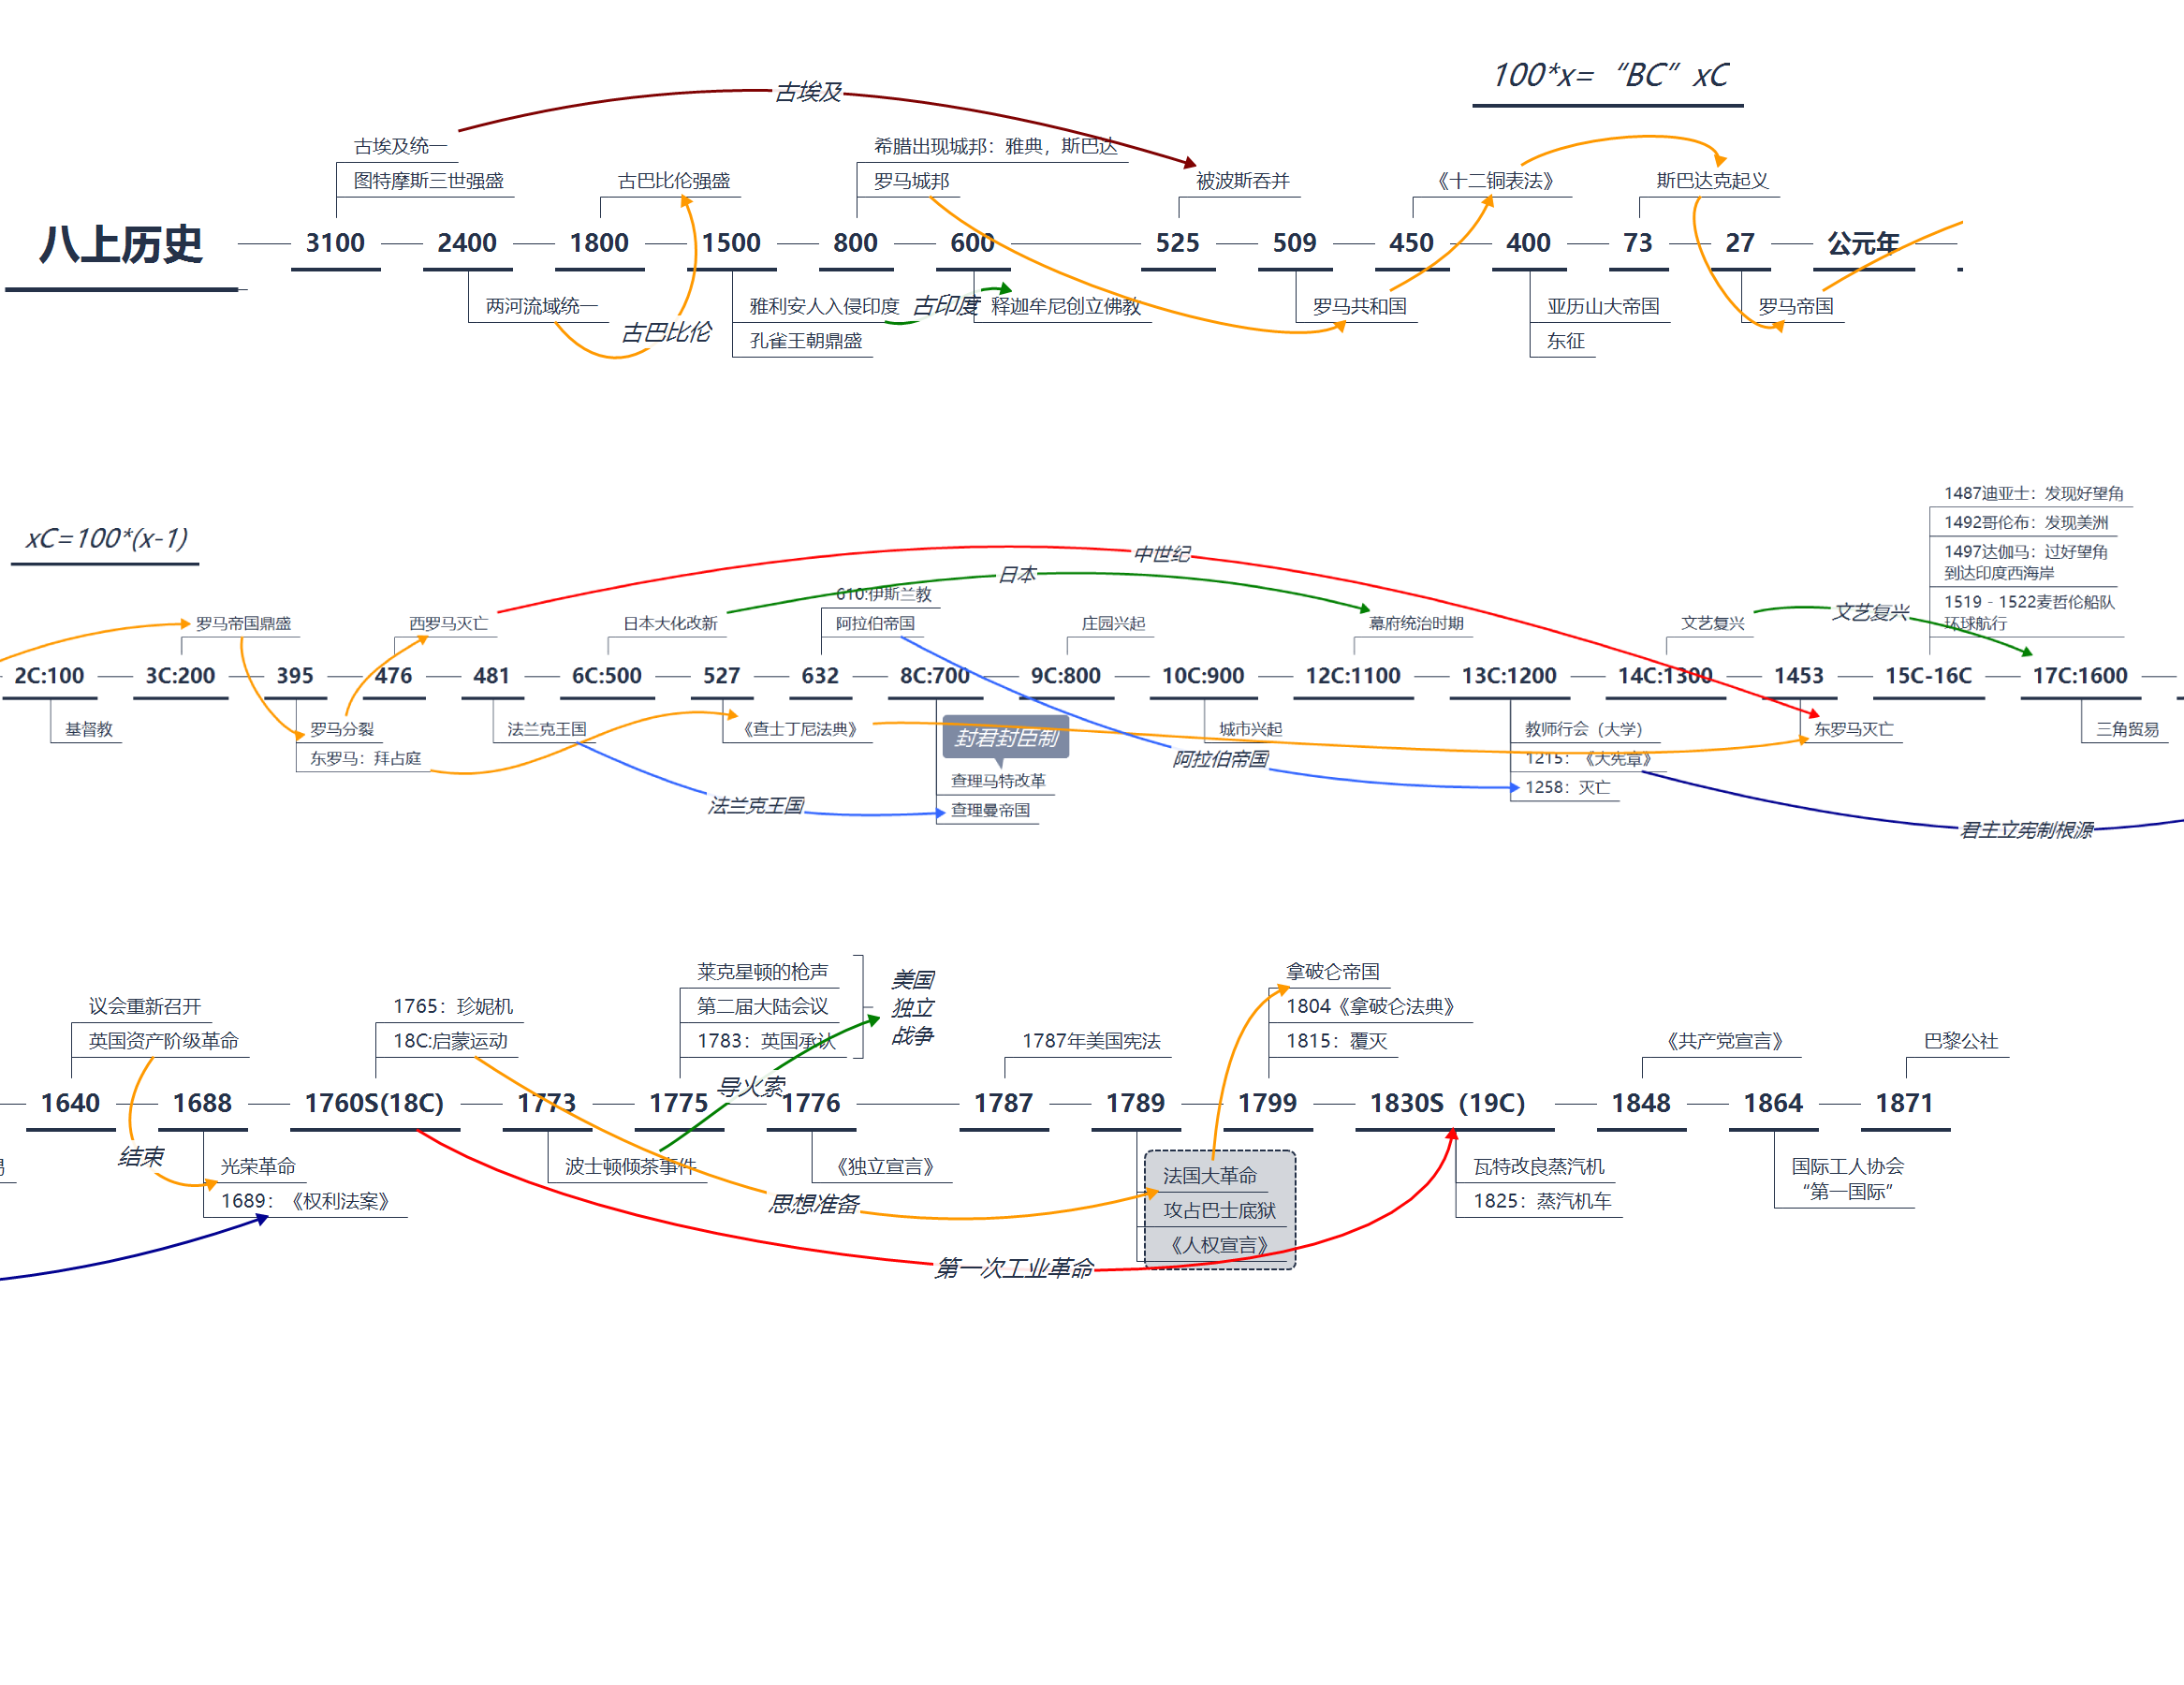 100*x=“BC”xC
古埃及
古埃及统一
图特摩斯三世强盛
古巴比伦强盛
希腊出现城邦：雅典，斯巴达
罗马城邦
被波斯吞并
《十二铜表法》
斯巴达克起义
八上历史
3100
2400
1800
1500
800
600
525
509
450
400
73
27
公元年
两河流域统一
古巴比伦
雅利安人入侵印度
孔雀王朝鼎盛
古印度
释迦牟尼创立佛教
罗马共和国
亚历山大帝国
东征
罗马帝国
xC=100*(x-1)
中世纪
日本
1487迪亚士：发现好望角
1492哥伦布：发现美洲
1497达伽马：过好望角
到达印度西海岸
1519 - 1522麦哲伦船队
环球航行
罗马帝国鼎盛
西罗马灭亡
日本大化改新
610:伊斯兰教
阿拉伯帝国
庄园兴起
幕府统治时期
文艺复兴
文艺复兴
2C:100
3C:200
395
476
481
6C:500
527
632
8C:700
9C:800
10C:900
12C:1100
13C:1200
14C:1300
1453
15C-16C
17C:1600
基督教
罗马分裂
东罗马：拜占庭
法兰克王国
《查士丁尼法典》
封君封臣制
查理马特改革
查理曼帝国
法兰克王国
城市兴起
阿拉伯帝国
教师行会（大学）
1215：《大宪章》
1258：灭亡
东罗马灭亡
三角贸易
君主立宪制根源
议会重新召开
英国资产阶级革命
1765：珍妮机
18C:启蒙运动
莱克星顿的枪声
第二届大陆会议
1783：英国承认
美国
独立
战争
1787年美国宪法
拿破仑帝国
1804《拿破仑法典》
1815：覆灭
《共产党宣言》
巴黎公社
导火索
1640
1688
1760S(18C)
1773
1775
1776
1787
1789
1799
1830S（19C）
1848
1864
1871
易
结束
光荣革命
1689：《权利法案》
波士顿倾茶事件
《独立宣言》
思想准备
法国大革命
攻占巴士底狱
《人权宣言》
瓦特改良蒸汽机
1825：蒸汽机车
国际工人协会
“第一国际”
第一次工业革命